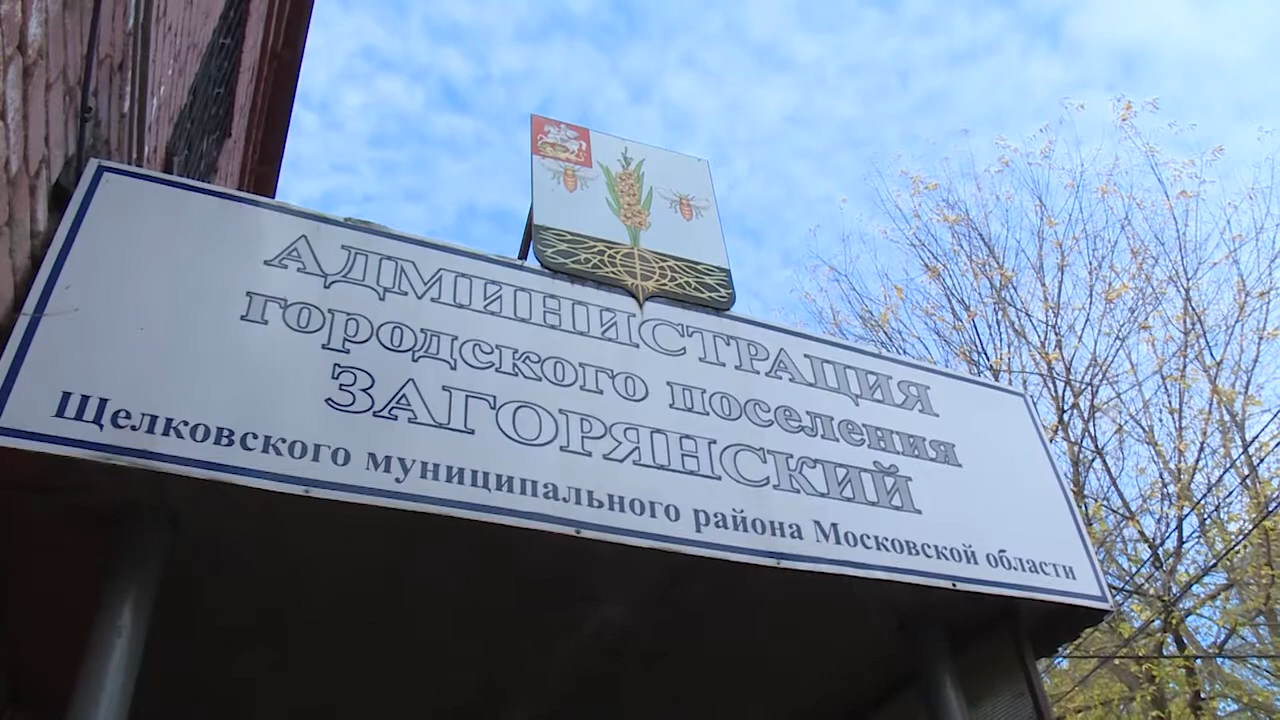 АДМИНИСТРАЦИЯ
городского поселения
ЗАГОРЯНСКИЙ
Щелковского муниципального района Московской области